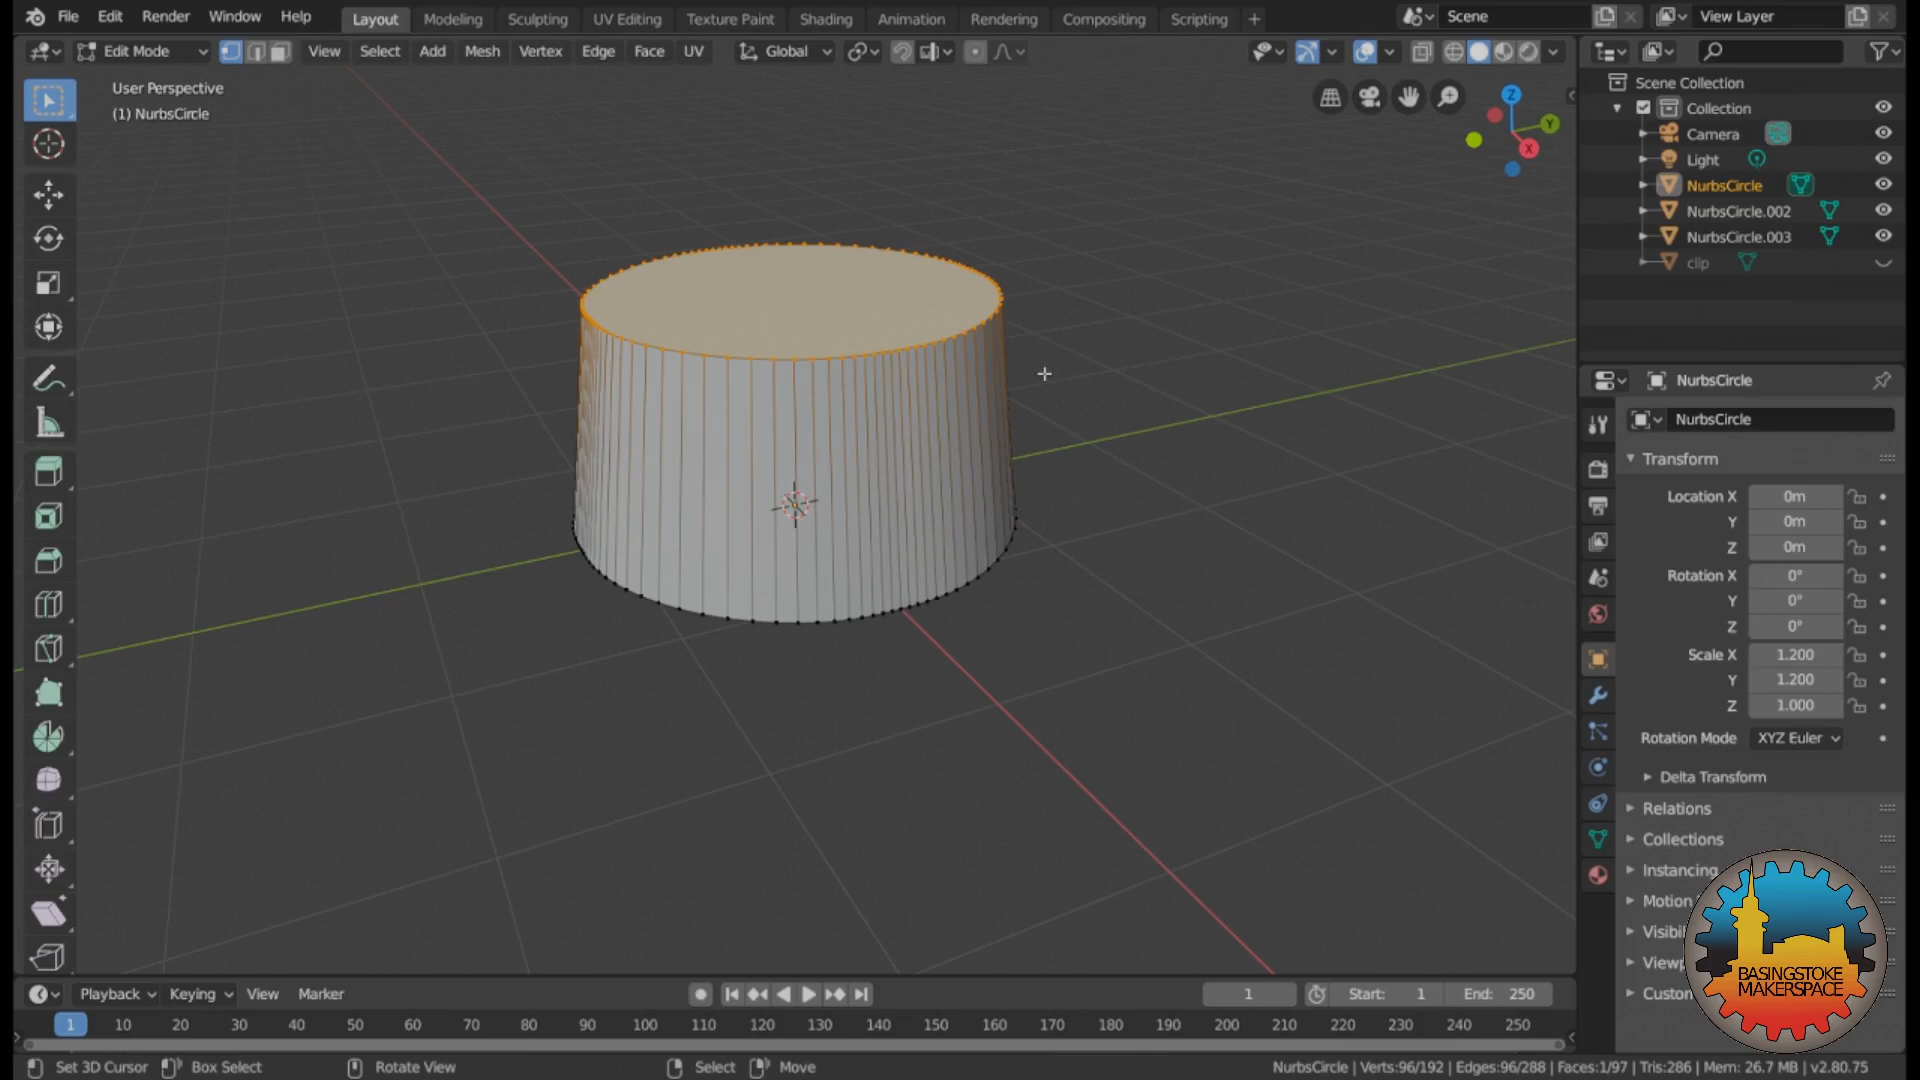 File Edit Render Window Help Layout Modeling Sculpting UV Editing Texture Paint Shading Animation Rendering Compositing Scripting + Scene View Layer
Edit Mode View Select Add Mesh Vertex Edge Face UV Global
User Perspective
(1) NurbsCircle
Z
Y
X
Scene Collection
Collection
Camera
Light
NurbsCircle
NurbsCircle.002
NurbsCircle.003
clip
NurbsCircle
NurbsCircle
Transform
Location X 0m
Y 0m
Z 0m
Rotation X 0°
Y 0°
Z 0°
Scale X 1.200
Y 1.200
Z 1.000
Rotation Mode XYZ Euler
Delta Transform
Relations
Collections
Instancing
Motion
Visibi
Viewp
Custon
BASINGSTOKE
MAKERSPACE
Playback Keying View Marker 1 Start: 1 End: 250
1 10 20 30 40 50 60 70 80 90 100 110 120 130 140 150 160 170 180 190 200 210 220 230 240 250
Set 3D Cursor Box Select Rotate View Select Move NurbsCircle | Verts:96/192 | Edges:96/288 | Faces:1/97 | Tris:286 | Mem: 26.7 MB | v2.80.75